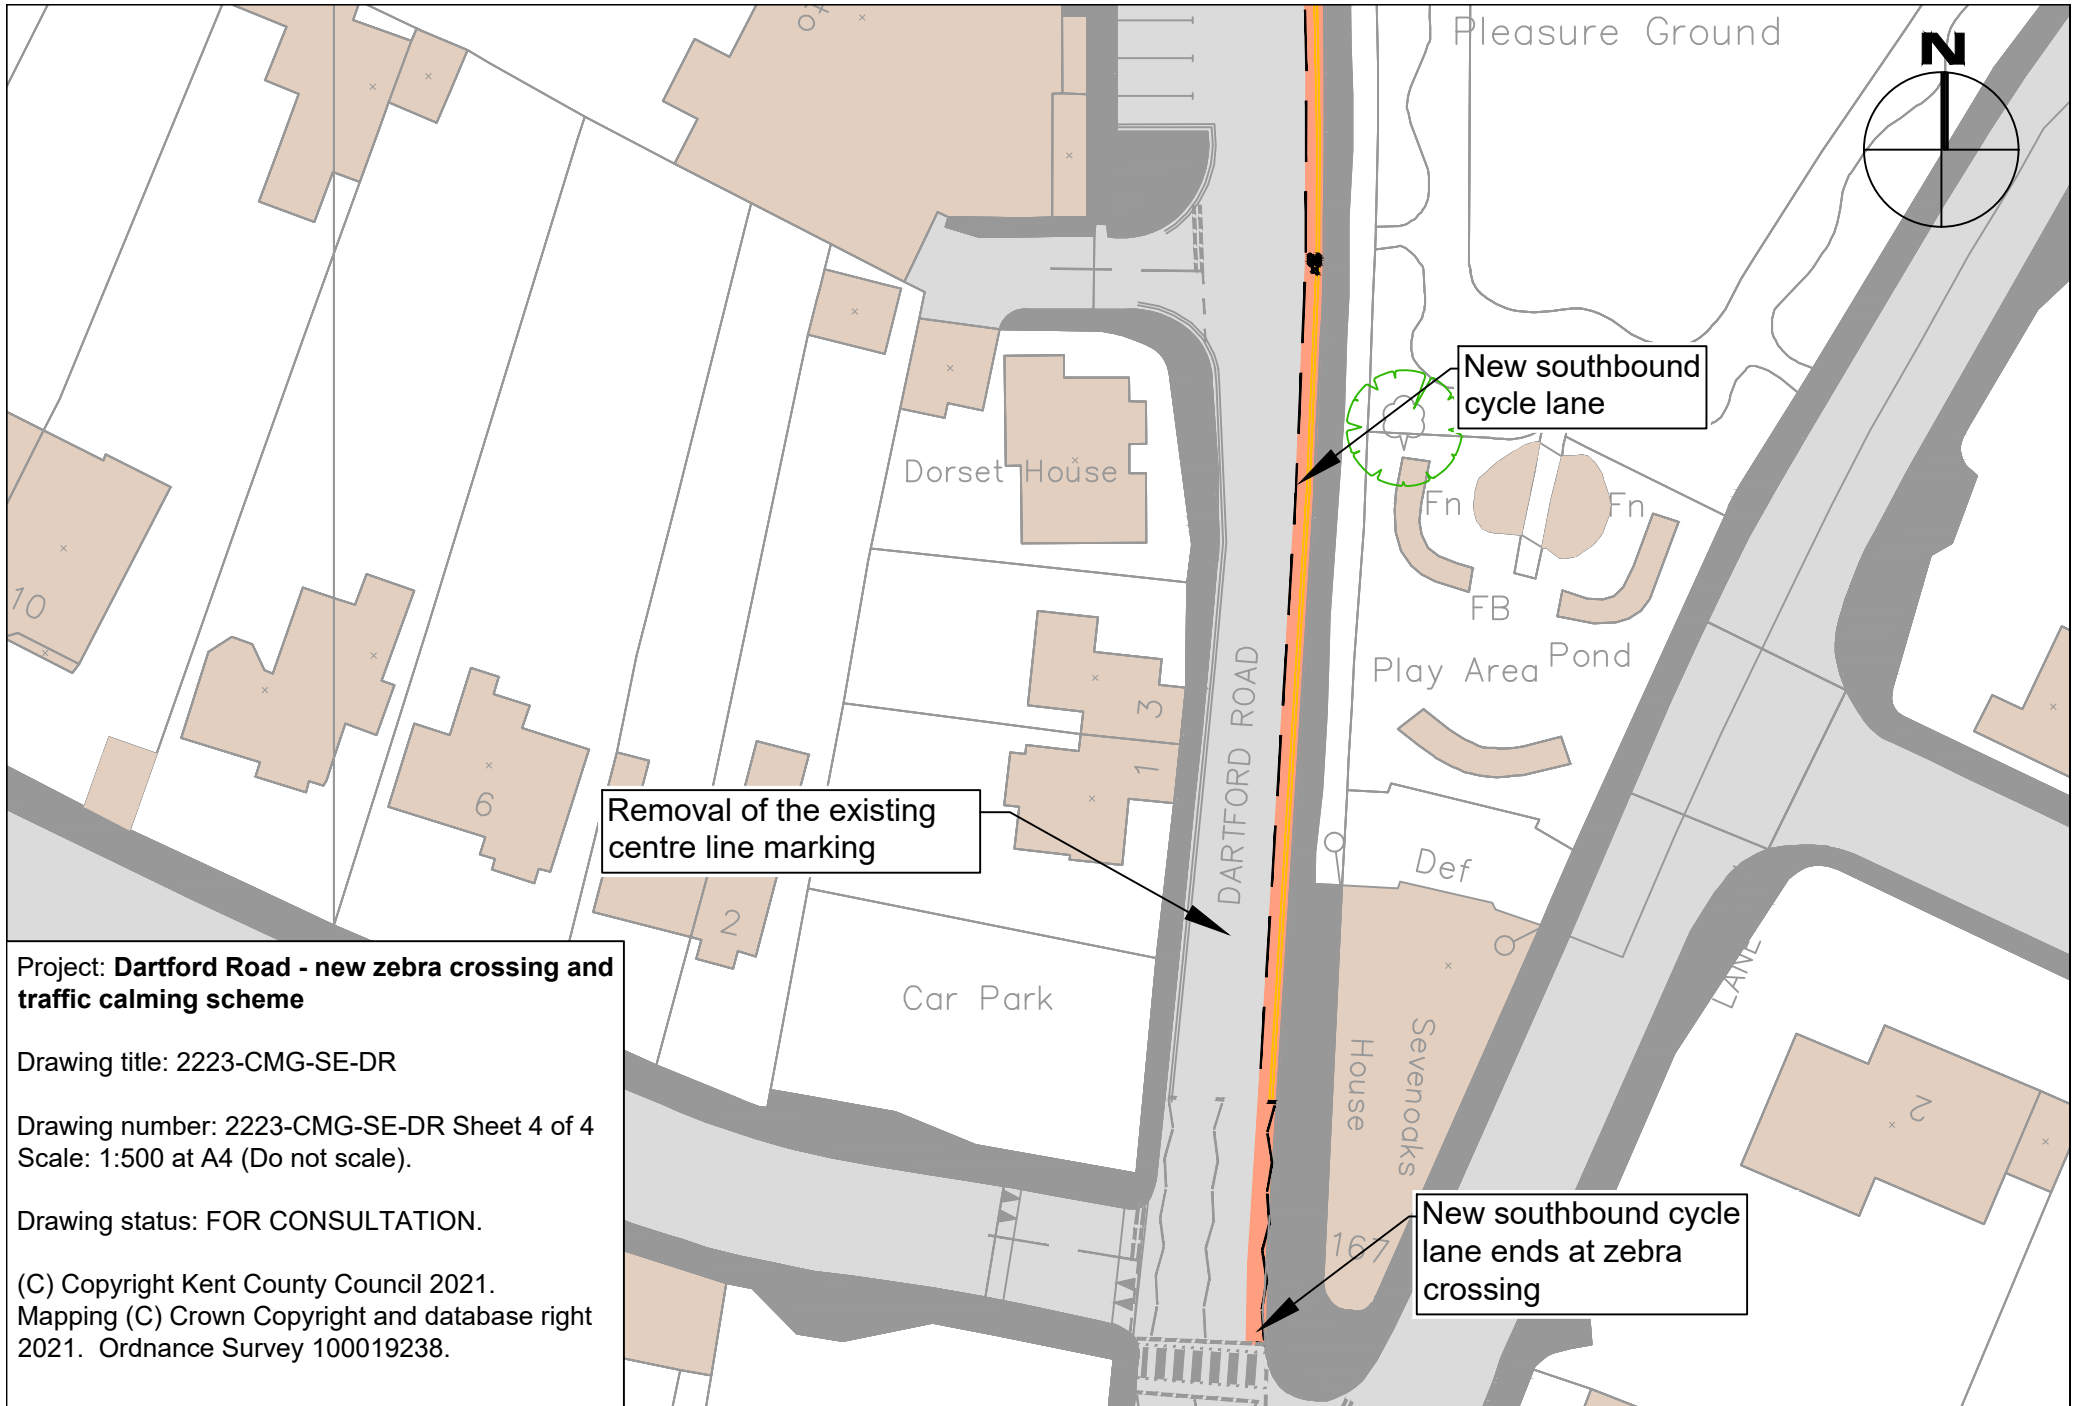 Pleasure Ground
N
New southbound
cycle lane
Dorset House
Fn
Fn
10
FB
Play Area
Pond
DARTFORD ROAD
3
1
6
Removal of the existing
centre line marking
Def
2
LANE
Car Park
Sevenoaks
House
2
167
New southbound cycle
lane ends at zebra
crossing
Project: Dartford Road - new zebra crossing and
traffic calming scheme
Drawing title: 2223-CMG-SE-DR
Drawing number: 2223-CMG-SE-DR Sheet 4 of 4
Scale: 1:500 at A4 (Do not scale).
Drawing status: FOR CONSULTATION.
(C) Copyright Kent County Council 2021.
Mapping (C) Crown Copyright and database right
2021. Ordnance Survey 100019238.